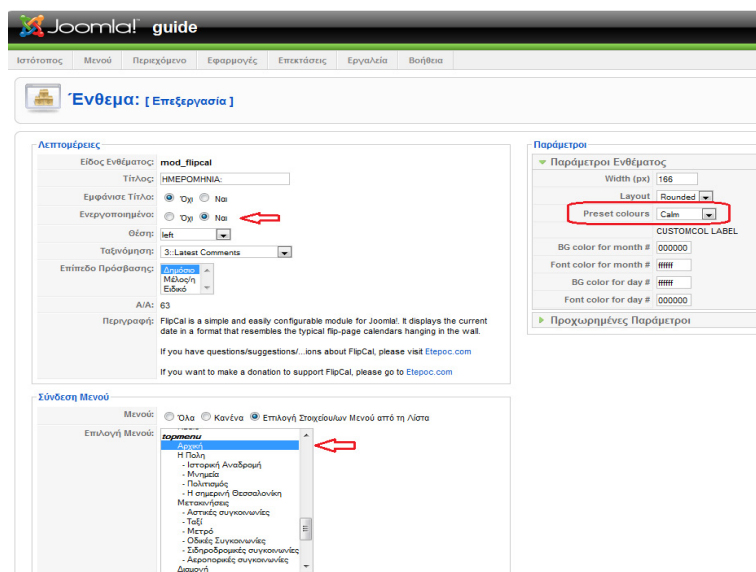 Joomla! guide
Ιστότοπος Μενού Περιεχόμενο Εφαρμογές Επεκτάσεις Εργαλεία Βοήθεια
Ένθεμα: [ Επεξεργασία ]
Λεπτομέρειες
Είδος Ενθέματος: mod_flipcal
Τίτλος: ΗΜΕΡΟΜΗΝΙΑ:
Εμφάνισε Τίτλο: Όχι Ναι
Ενεργοποιημένο: Όχι Ναι
Θέση: left
Ταξινόμηση: 3::Latest Comments
Επίπεδο Πρόσβασης: Δημόσιο
Μέλος/η
Ειδικό
Α/Α: 63
Περιγραφή: FlipCal is a simple and easily configurable module for Joomla!. It displays the current
date in a format that resembles the typical flip-page calendars hanging in the wall.
If you have questions/suggestions/...ions about FlipCal, please visit Etepoc.com
If you want to make a donation to support FlipCal, please go to Etepoc.com
Σύνδεση Μενού
Μενού: Όλα Κανένα Επιλογή Στοιχείου/ων Μενού από τη Λίστα
Επιλογή Μενού:
topmenu
Αρχική
Η Πολη
- Ιστορική Αναδρομή
- Μνημεία
- Πολιτισμός
- Η σημερινή Θεσσαλονίκη
Μετακινήσεις
- Αστικές συγκοινωνίες
- Ταξί
- Μετρό
- Οδικές Συγκοινωνίες
- Σιδηροδρομικές συγκοινωνίες
- Αεροπορικές συγκοινωνίες
Διαμονή
Παράμετροι
Παράμετροι Ενθέματος
Width (px) 166
Layout Rounded
Preset colours Calm
CUSTOMCOL LABEL
BG color for month # 000000
Font color for month # ffffff
BG color for day # ffffff
Font color for day # 000000
Προχωρημένες Παράμετροι